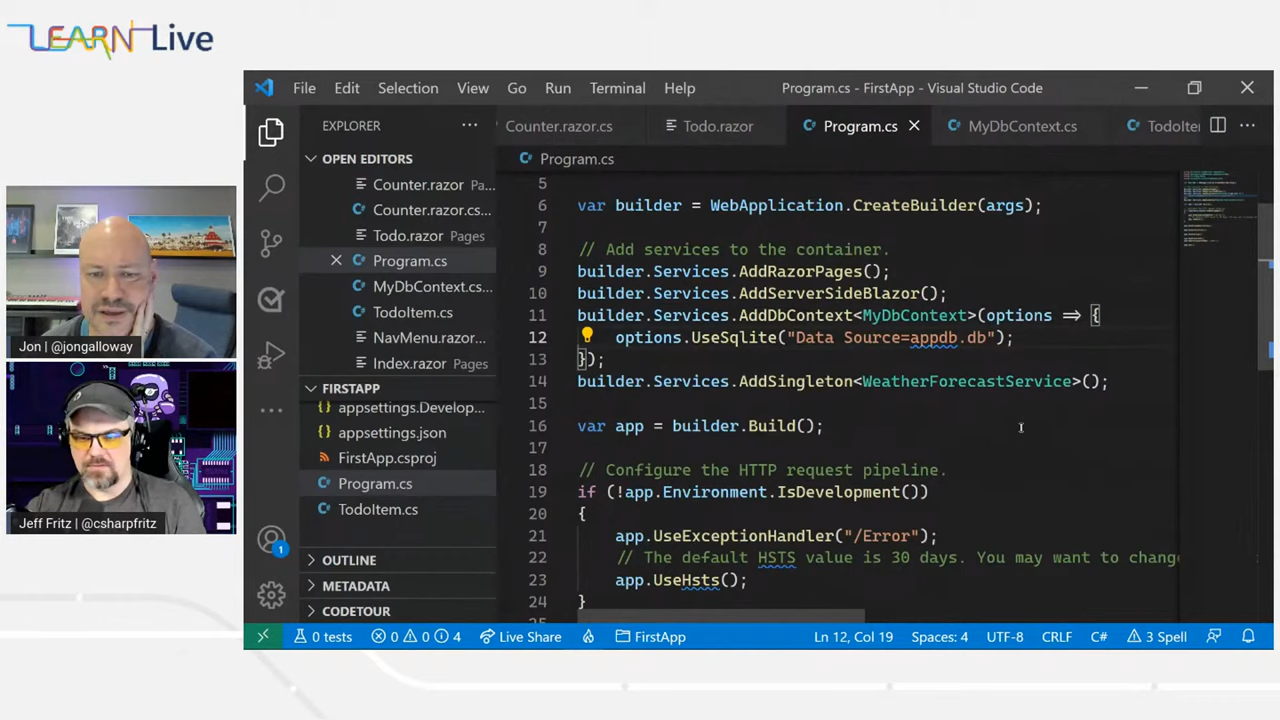 LEARN Live
File Edit Selection View Go Run Terminal Help
Program.cs - FirstApp - Visual Studio Code
EXPLORER
Counter.razor.cs
Todo.razor
Program.cs
MyDbContext.cs
TodoIte
OPEN EDITORS
Counter.razor Pa...
Counter.razor.cs...
Todo.razor Pages
Program.cs
MyDbContext.cs...
TodoItem.cs
NavMenu.razor...
Index.razor Pages
FIRSTAPP
appsettings.Develop...
appsettings.json
FirstApp.csproj
Program.cs
TodoItem.cs
OUTLINE
METADATA
CODETOUR
Program.cs
5
6 var builder = WebApplication.CreateBuilder(args);
7
8 // Add services to the container.
9 builder.Services.AddRazorPages();
10 builder.Services.AddServerSideBlazor();
11 builder.Services.AddDbContext<MyDbContext>(options => {
12 options.UseSqlite("Data Source=appdb.db");
13 });
14 builder.Services.AddSingleton<WeatherForecastService>();
15
16 var app = builder.Build();
17
18 // Configure the HTTP request pipeline.
19 if (!app.Environment.IsDevelopment())
20 {
21 app.UseExceptionHandler("/Error");
22 // The default HSTS value is 30 days. You may want to change
23 app.UseHsts();
24 }
Jon | @jongalloway
Jeff Fritz | @csharpfritz
1
0 tests 0 0 4 Live Share FirstApp Ln 12, Col 19 Spaces: 4 UTF-8 CRLF C# 3 Spell